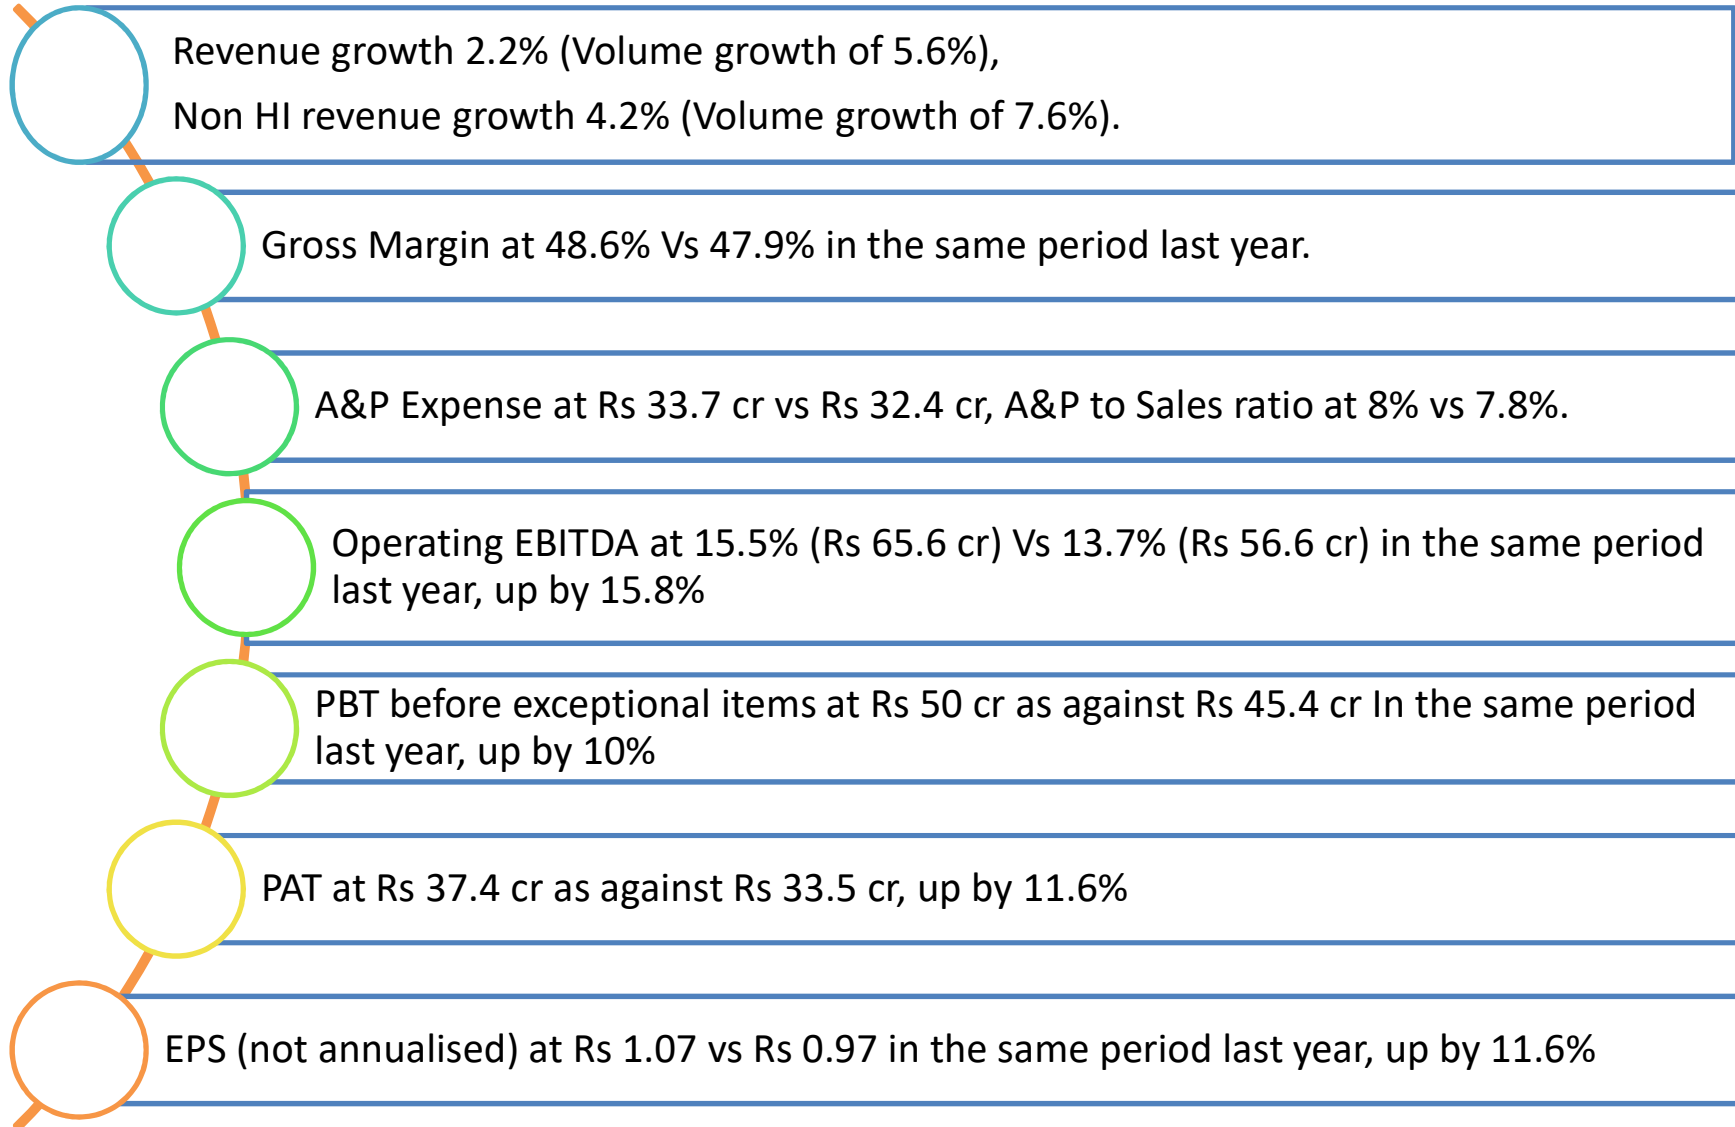 Revenue growth 2.2% (Volume growth of 5.6%),
Non HI revenue growth 4.2% (Volume growth of 7.6%).
Gross Margin at 48.6% Vs 47.9% in the same period last year.
A&P Expense at Rs 33.7 cr vs Rs 32.4 cr, A&P to Sales ratio at 8% vs 7.8%.
Operating EBITDA at 15.5% (Rs 65.6 cr) Vs 13.7% (Rs 56.6 cr) in the same period
last year, up by 15.8%
PBT before exceptional items at Rs 50 cr as against Rs 45.4 cr In the same period
last year, up by 10%
PAT at Rs 37.4 cr as against Rs 33.5 cr, up by 11.6%
EPS (not annualised) at Rs 1.07 vs Rs 0.97 in the same period last year, up by 11.6%